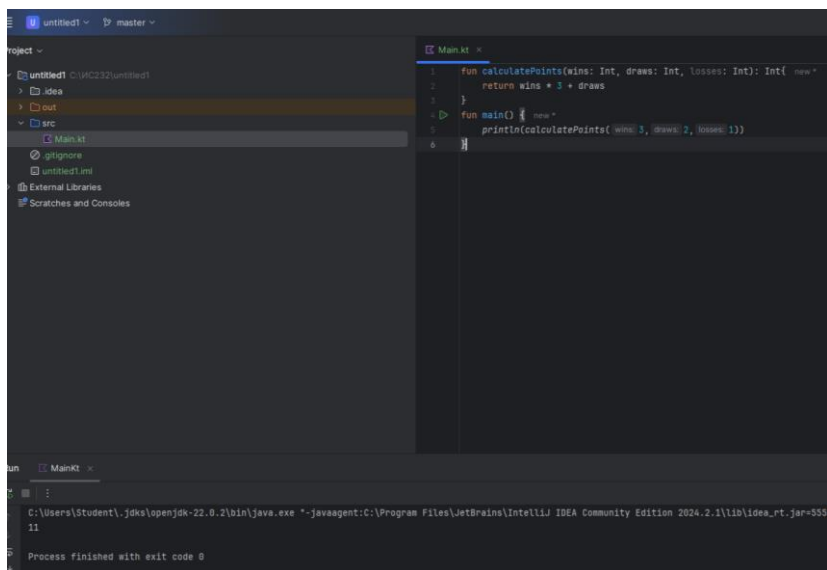 untitled1 master
Project
untitled1 C:\ИС232\untitled1
.idea
out
src
Main.kt
.gitignore
untitled1.iml
External Libraries
Scratches and Consoles
Main.kt
1 fun calculatePoints(wins: Int, draws: Int, losses: Int): Int{ new *
2 return wins * 3 + draws
3 }
4 fun main() { new *
5 println(calculatePoints( wins: 3, draws: 2, losses: 1))
6 }
Run MainKt
C:\Users\Student\.jdks\openjdk-22.0.2\bin\java.exe "-javaagent:C:\Program Files\JetBrains\IntelliJ IDEA Community Edition 2024.2.1\lib\idea_rt.jar=555
11
Process finished with exit code 0